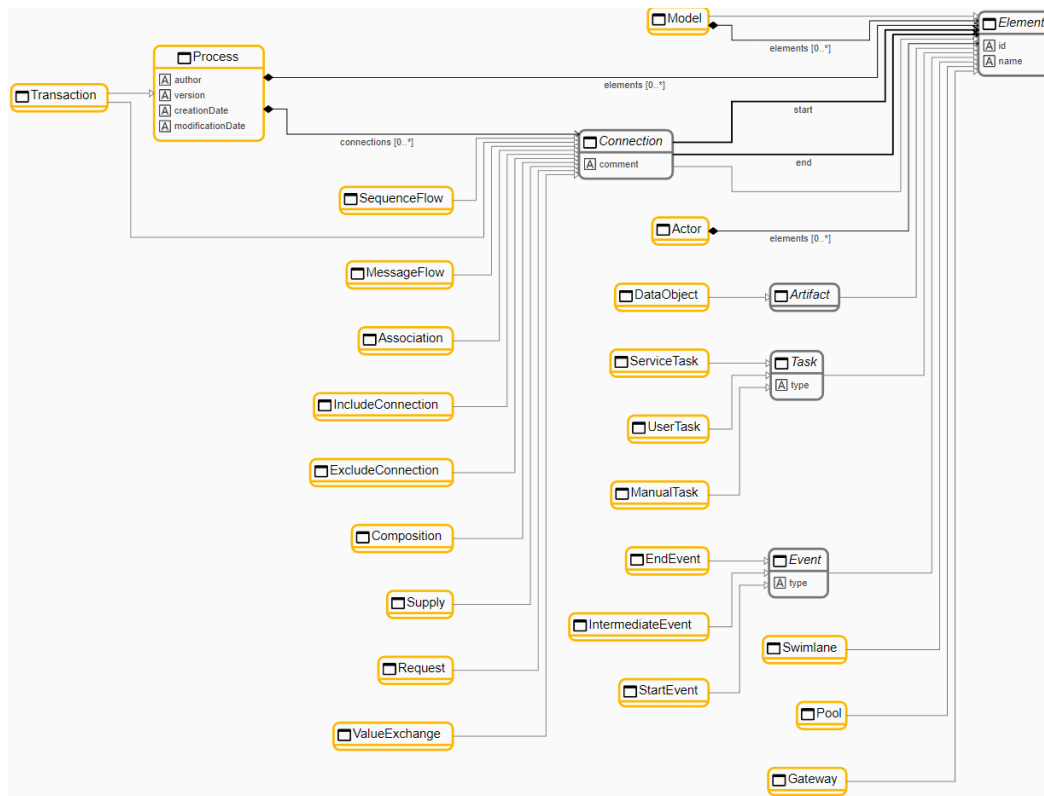 Model
Element
elements [0..*]
id
name
Process
author
version
creationDate
modificationDate
elements [0..*]
Transaction
start
connections [0..*]
Connection
comment
end
SequenceFlow
Actor
elements [0..*]
MessageFlow
DataObject
Artifact
Association
ServiceTask
Task
type
IncludeConnection
UserTask
ExcludeConnection
ManualTask
Composition
EndEvent
Event
type
Supply
IntermediateEvent
Swimlane
Request
StartEvent
Pool
ValueExchange
Gateway